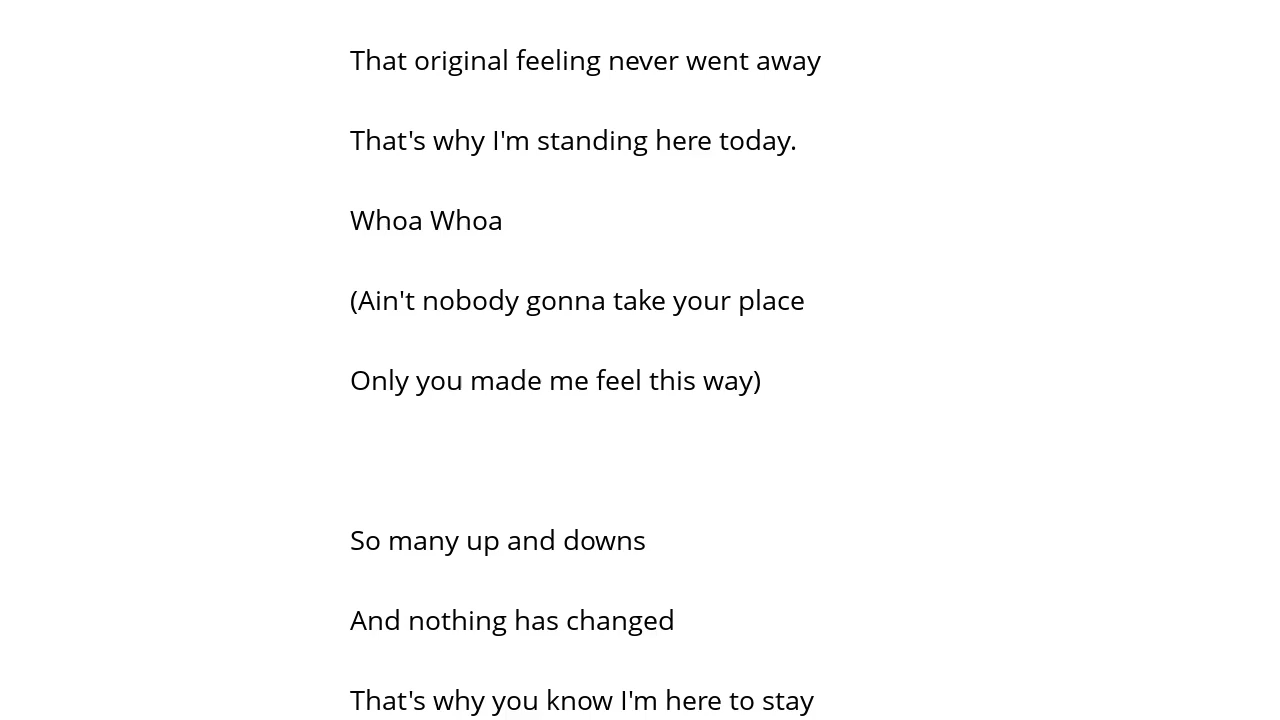 That original feeling never went away
That's why I'm standing here today.
Whoa Whoa
(Ain't nobody gonna take your place
Only you made me feel this way)
So many up and downs
And nothing has changed
That's why you know I'm here to stay